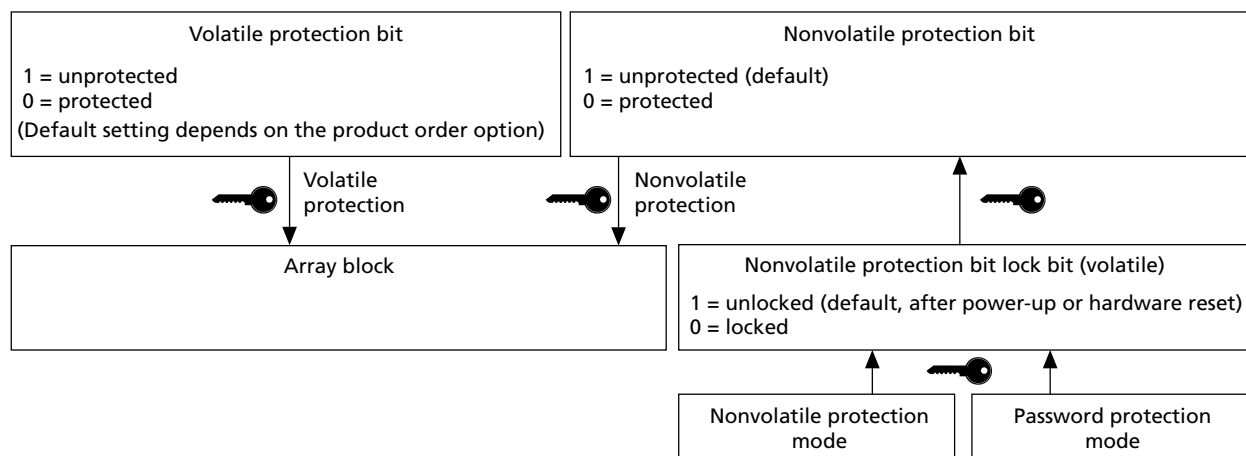 Volatile protection bit
1 = unprotected
0 = protected
(Default setting depends on the product order option)
Nonvolatile protection bit
1 = unprotected (default)
0 = protected
Volatile
protection
Nonvolatile
protection
Array block
Nonvolatile protection bit lock bit (volatile)
1 = unlocked (default, after power-up or hardware reset)
0 = locked
Nonvolatile protection
mode
Password protection
mode